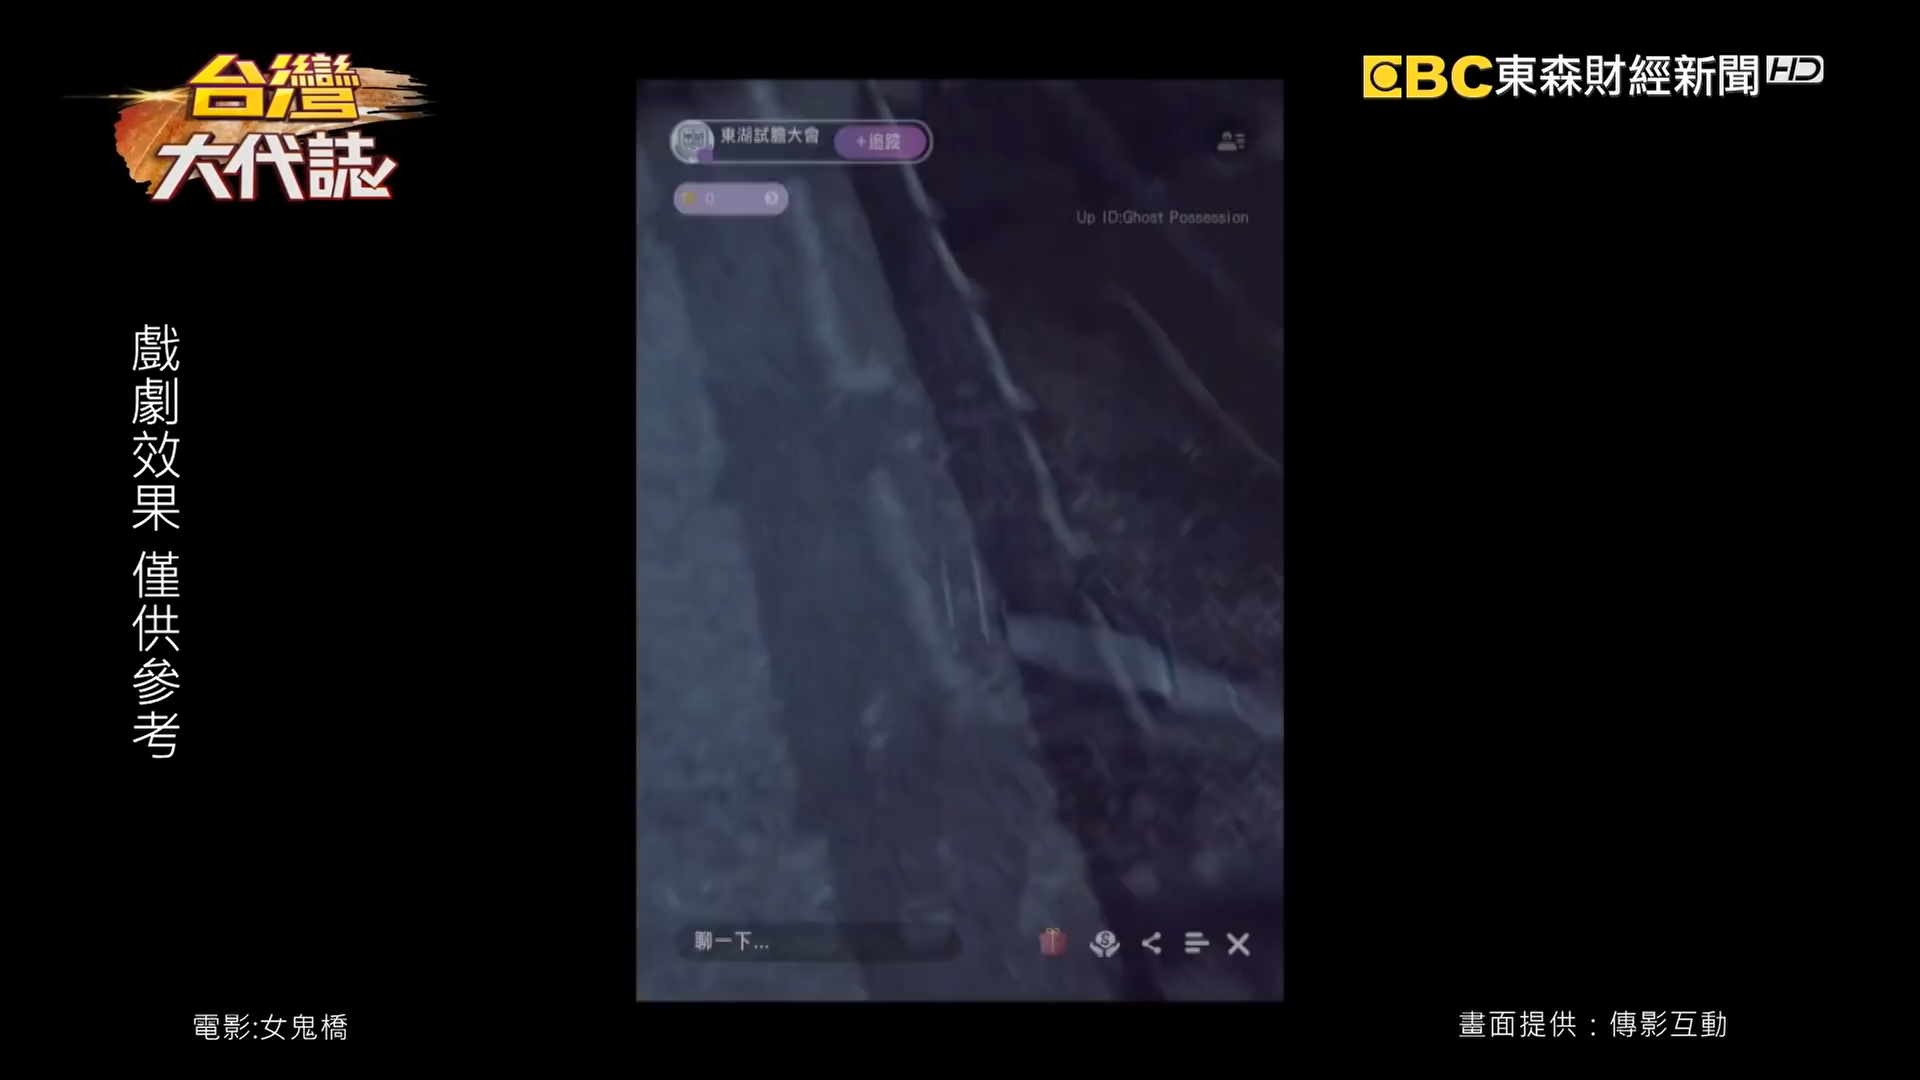 台灣
大代誌
EBC東森財經新聞HD
東湖試膽大會
+追蹤
0
Up ID:Ghost Possession
戲劇效果 僅供參考
聊一下...
電影:女鬼橋
畫面提供：傳影互動